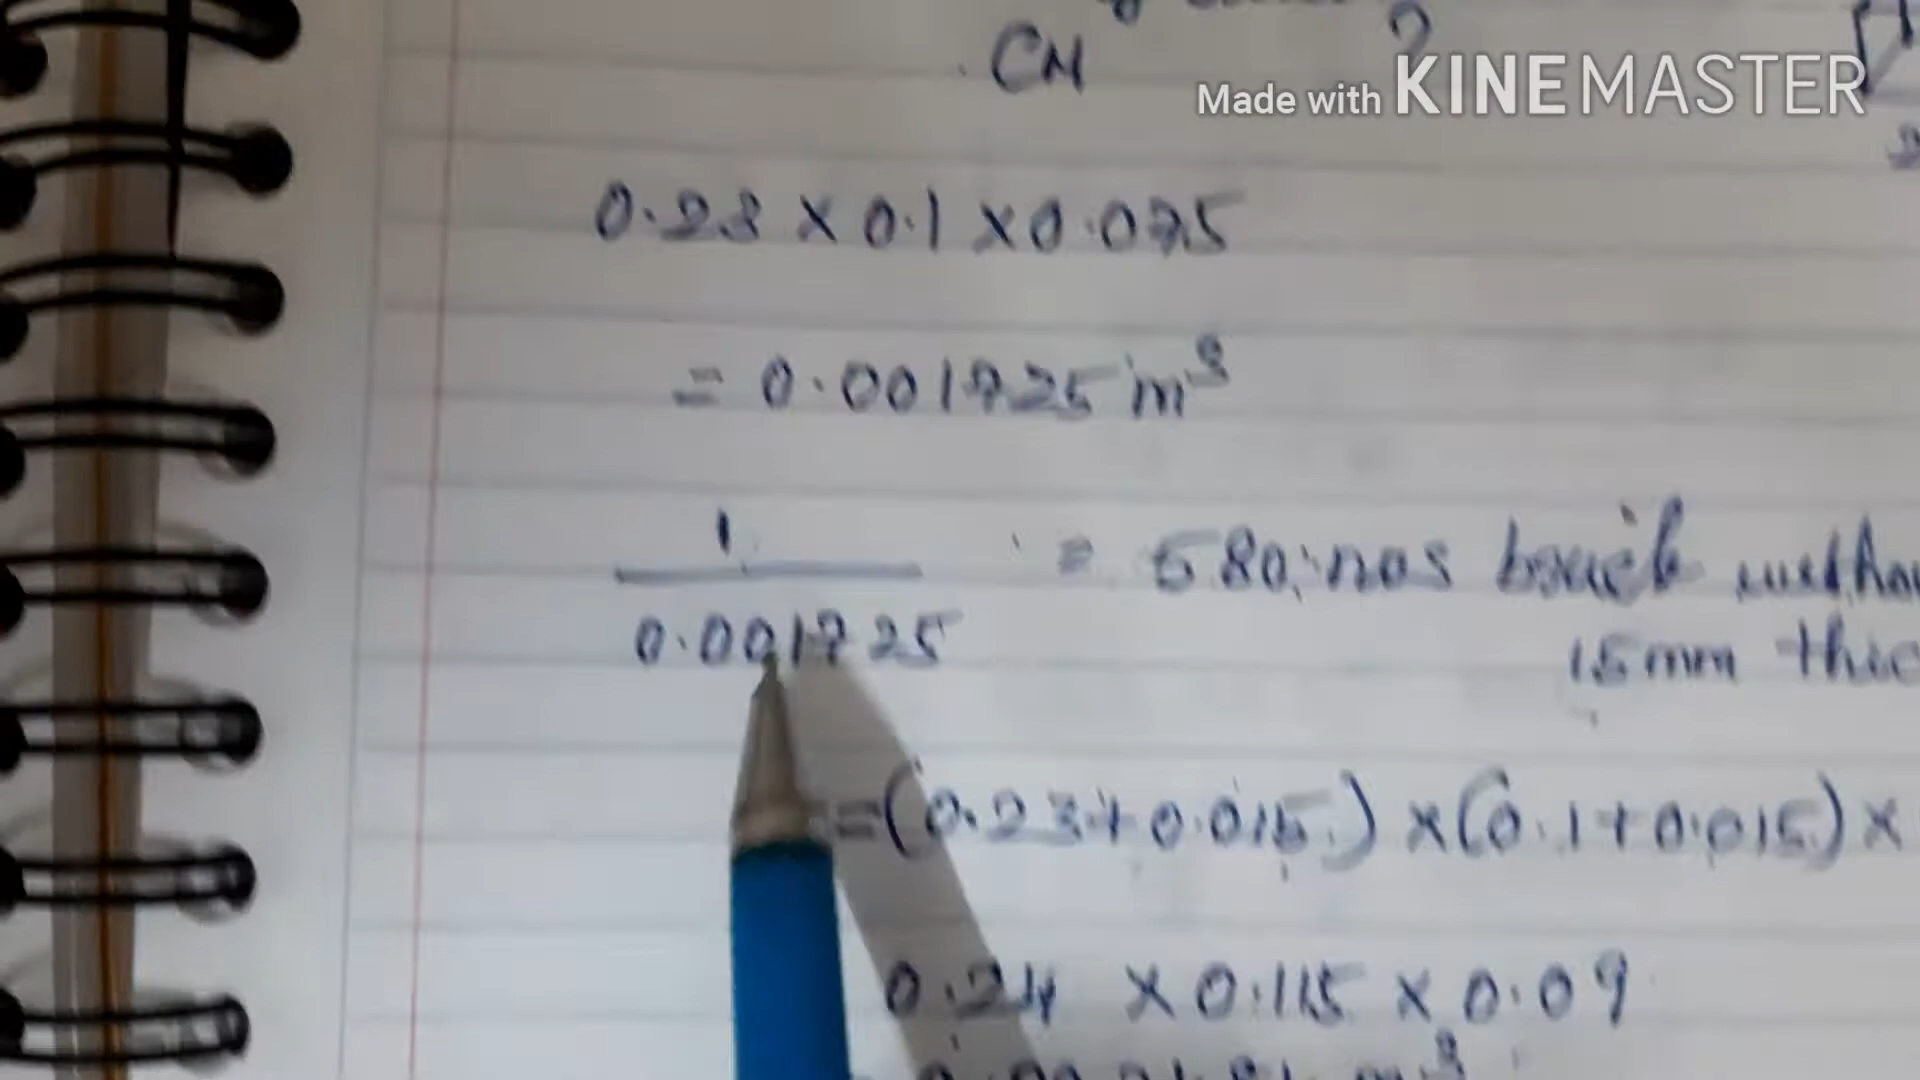 CM ?
Made with KINEMASTER
0.23 × 0.1 × 0.075
= 0.001725 m³
1
= 580 nos brick
0.001725
15mm
= (0.23 + 0.015) × (0.1 + 0.015) ×
0.24 × 0.115 × 0.09